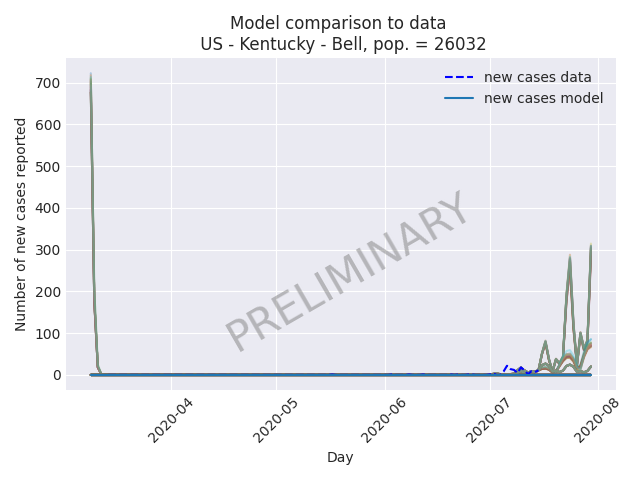 Model comparison to data
US - Kentucky - Bell, pop. = 26032
new cases data
new cases model
700
600
500
400
300
200
100
0
Number of new cases reported
PRELIMINARY
2020-04
2020-05
2020-06
2020-07
2020-08
Day